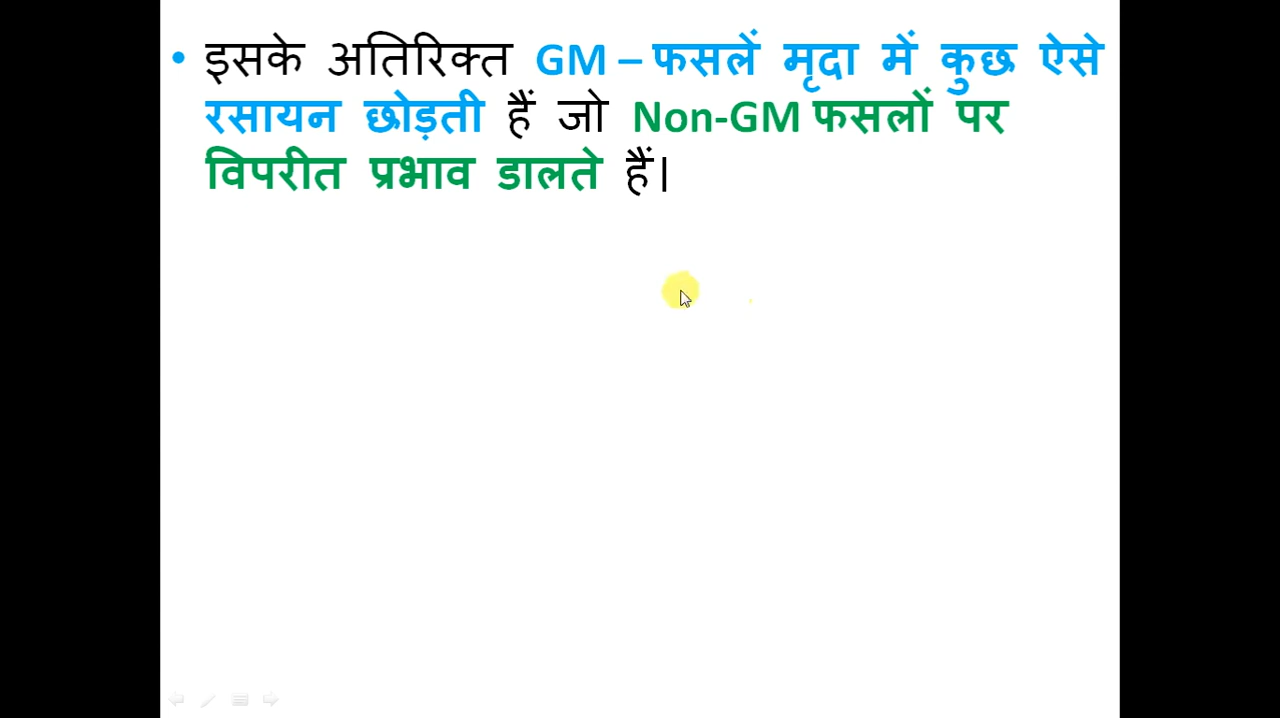 • इसके अतिरिक्त GM – फसलें मृदा में कुछ ऐसे
रसायन छोड़ती हैं जो Non-GM फसलों पर
विपरीत प्रभाव डालते हैं।